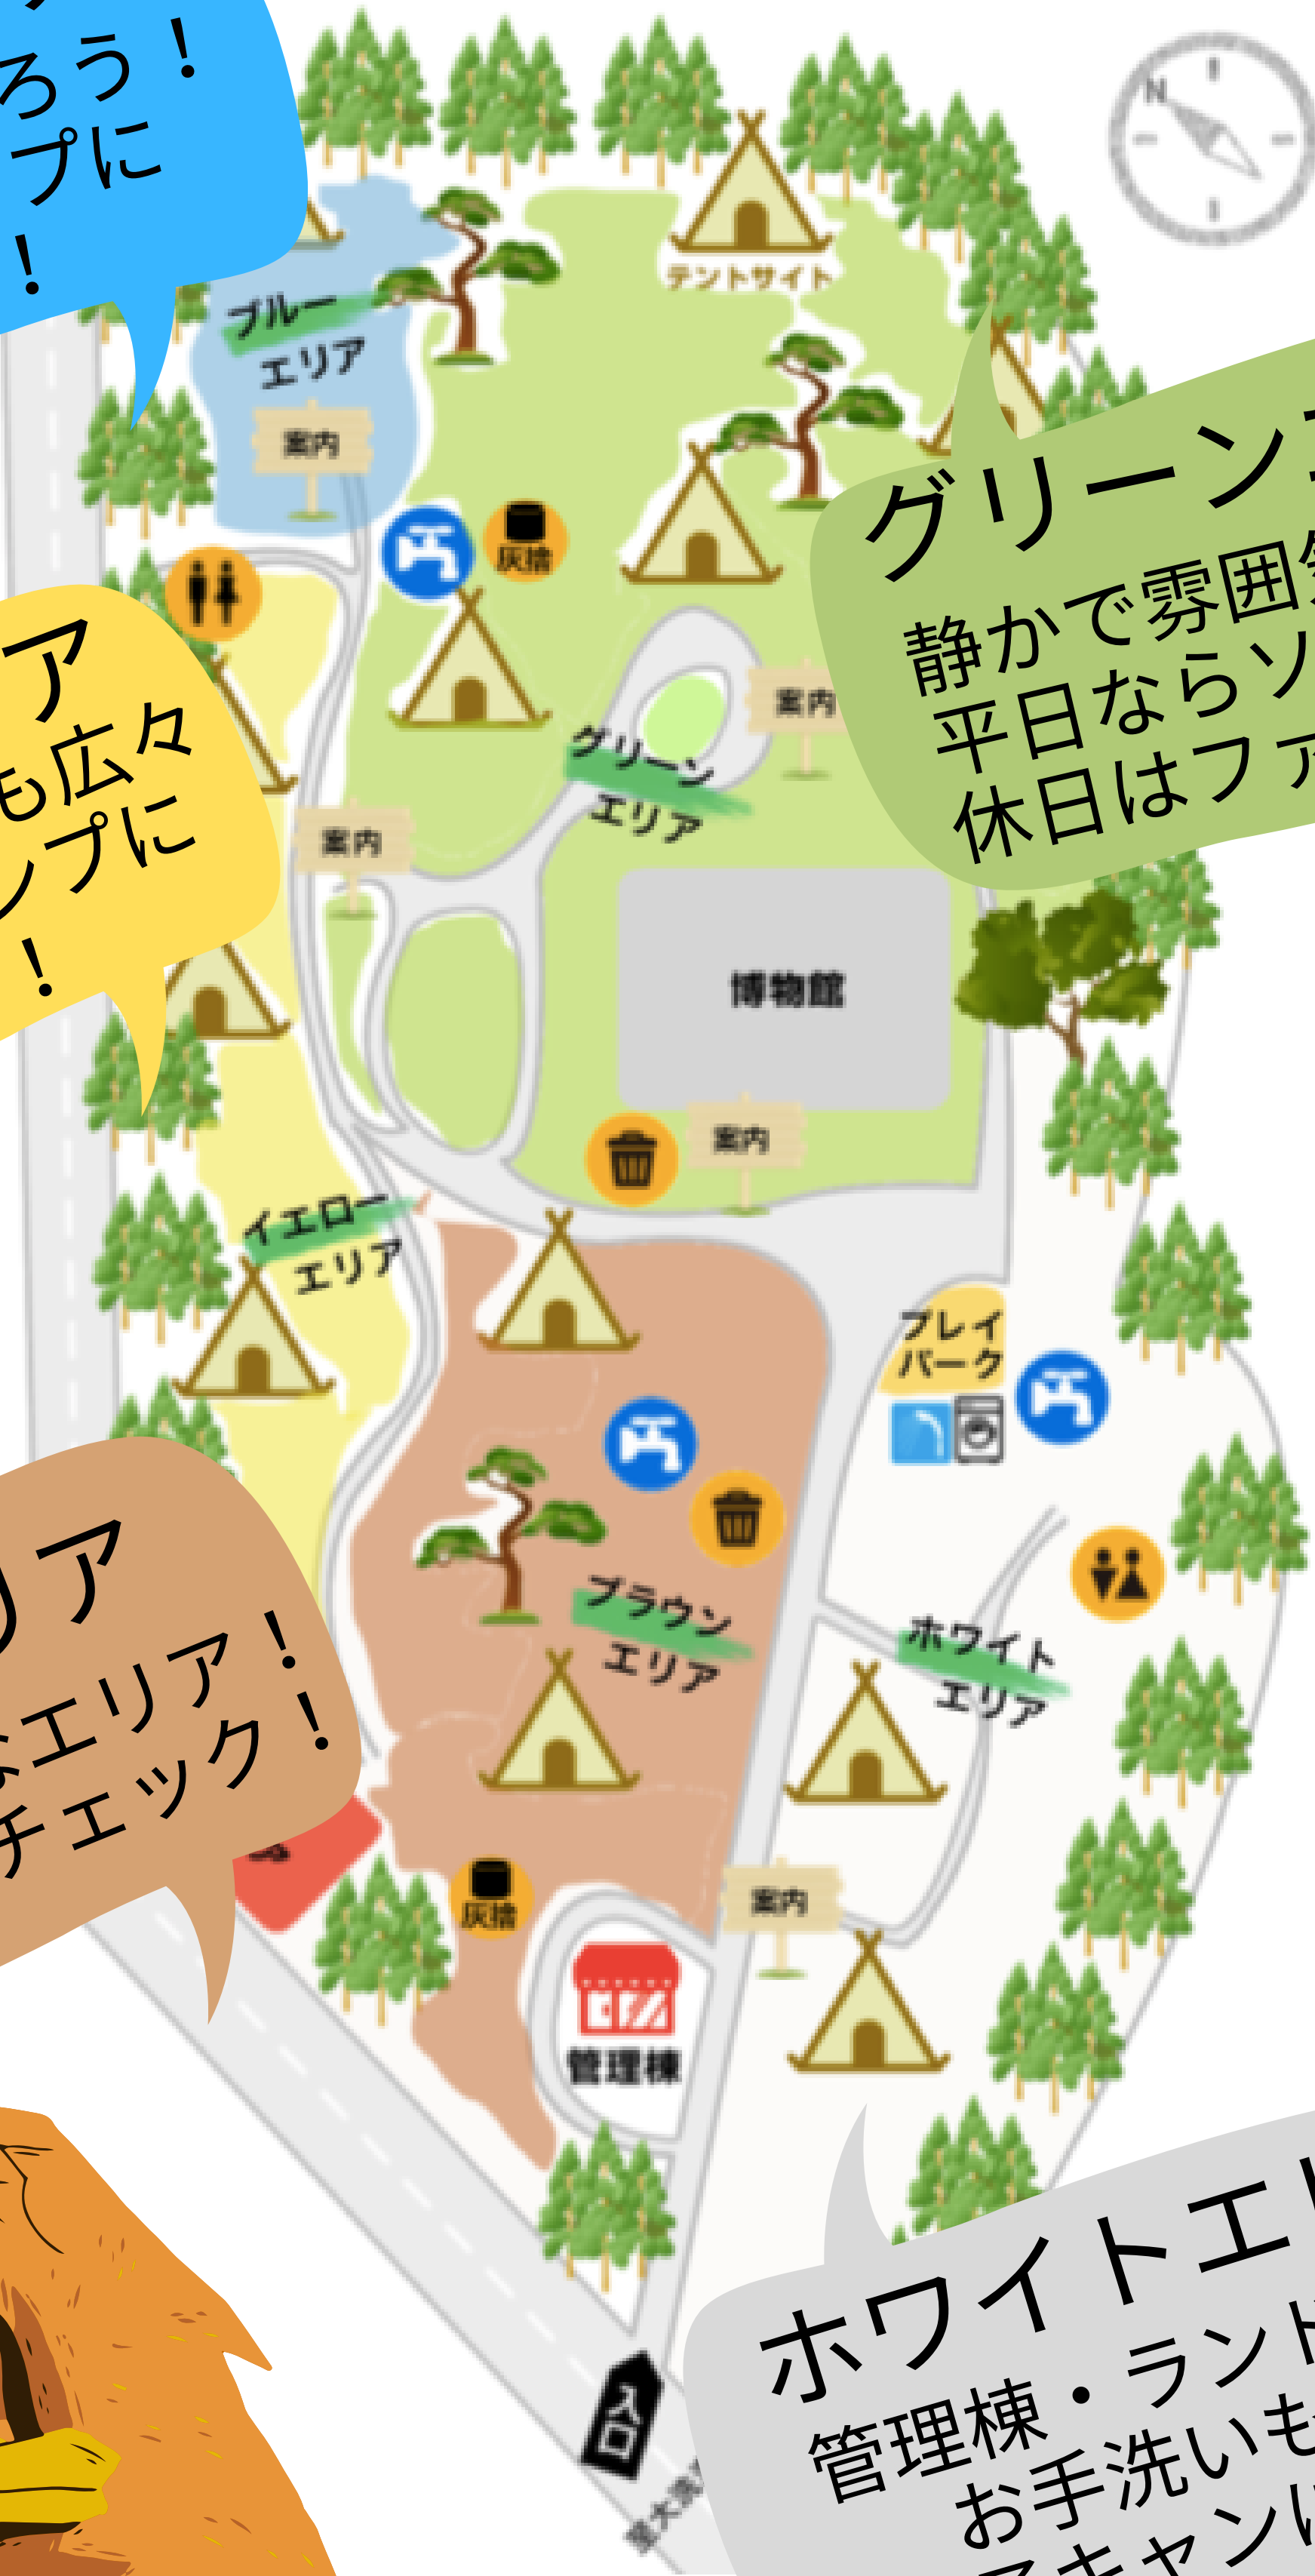 ろう！
プに
！
N
テントサイト
ブルー
エリア
案内
灰捨
グリーン
静かで雰囲
平日ならソ
休日はファ
ア
も広々
ンプに
！
案内
グリーン
エリア
案内
博物館
案内
イエロー
エリア
プレイ
パーク
リア
なエリア！
チェック！
ブラウン
エリア
ホワイト
エリア
灰捨
案内
管理棟
入口
ホワイトエリ
管理棟・ランド
お手洗いも